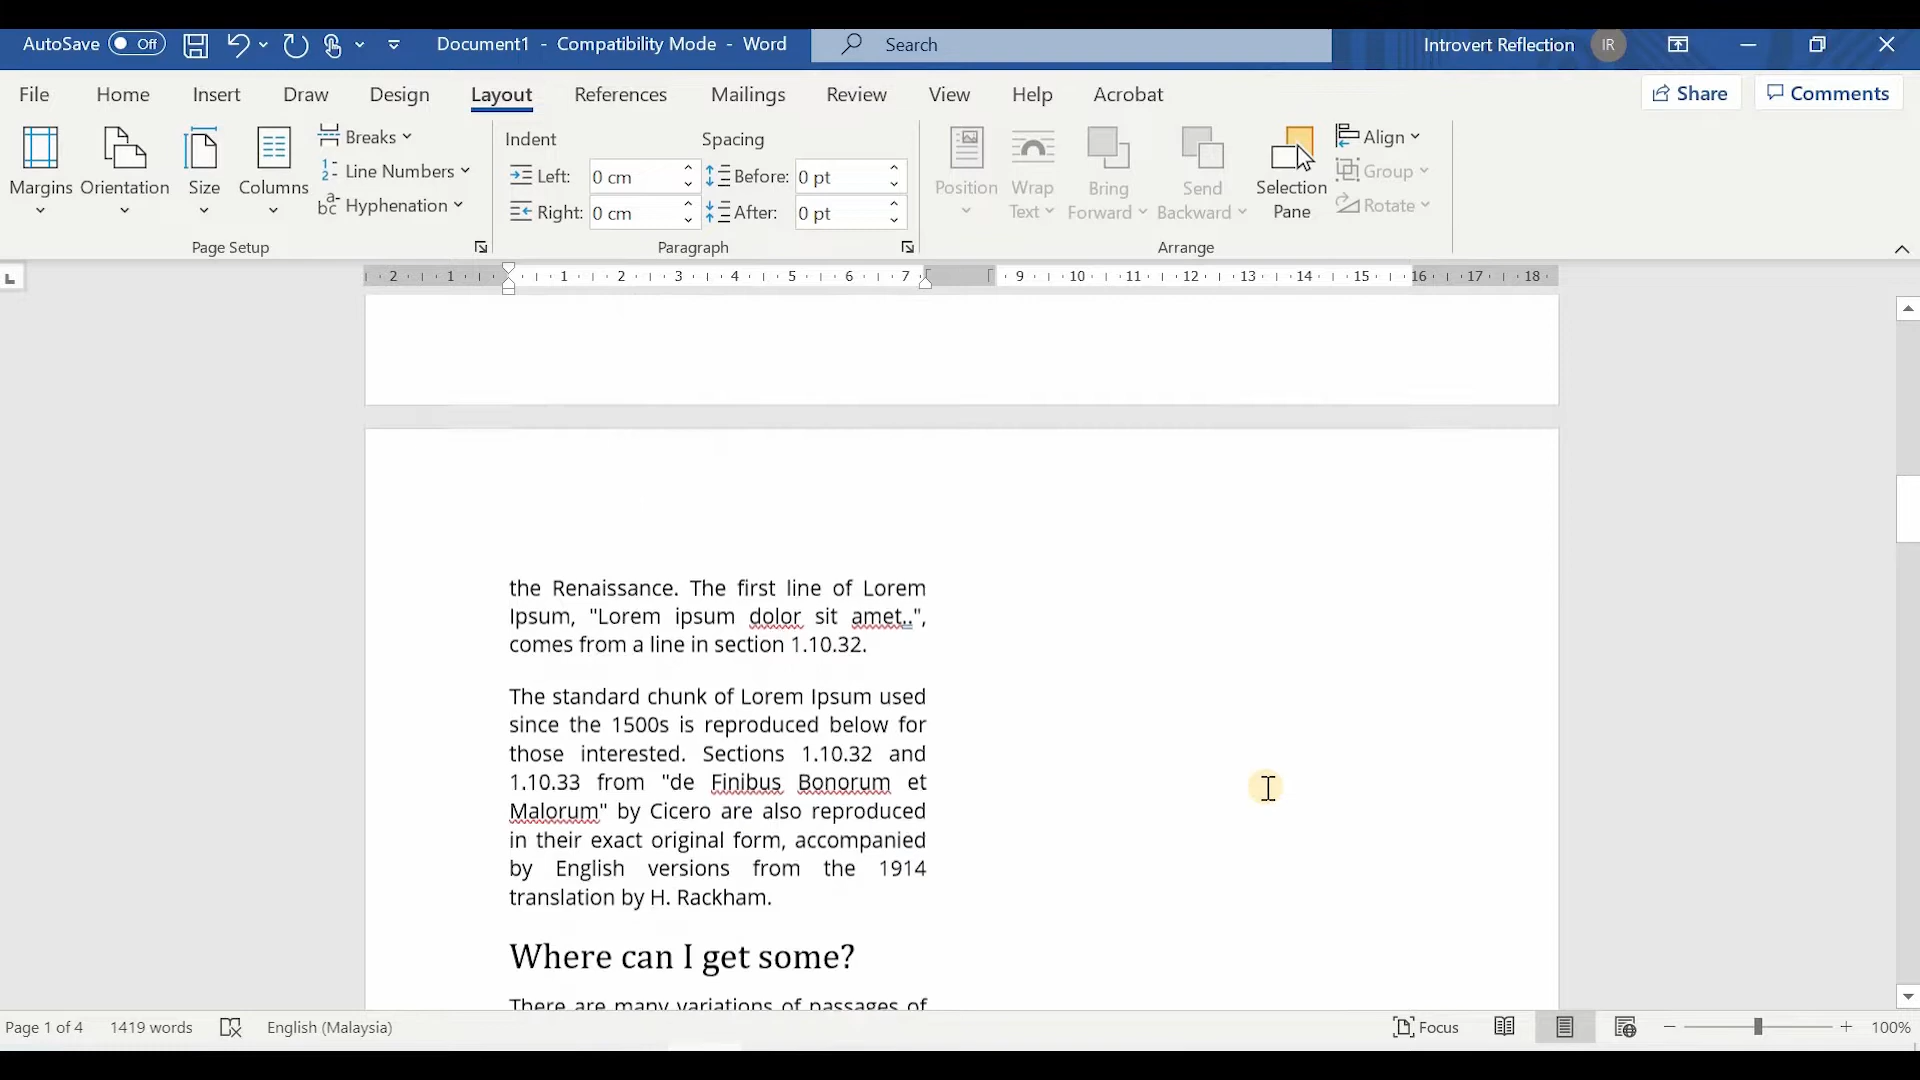 AutoSave Off Document1 - Compatibility Mode - Word Search Introvert Reflection IR
File Home Insert Draw Design Layout References Mailings Review View Help Acrobat Share Comments
Margins Orientation Size Columns
Breaks
Line Numbers
Hyphenation
Page Setup
Indent Spacing
Left: 0 cm Before: 0 pt
Right: 0 cm After: 0 pt
Paragraph
Position
Wrap Text
Bring Forward
Send Backward
Selection Pane
Align
Group
Rotate
Arrange
2 1 1 2 3 4 5 6 7 9 10 11 12 13 14 15 16 17 18
the Renaissance. The first line of Lorem
Ipsum, "Lorem ipsum dolor sit amet..",
comes from a line in section 1.10.32.
The standard chunk of Lorem Ipsum used
since the 1500s is reproduced below for
those interested. Sections 1.10.32 and
1.10.33 from "de Finibus Bonorum et
Malorum" by Cicero are also reproduced
in their exact original form, accompanied
by English versions from the 1914
translation by H. Rackham.
Where can I get some?
There are many variations of passages of
Page 1 of 4 1419 words English (Malaysia) Focus 100%